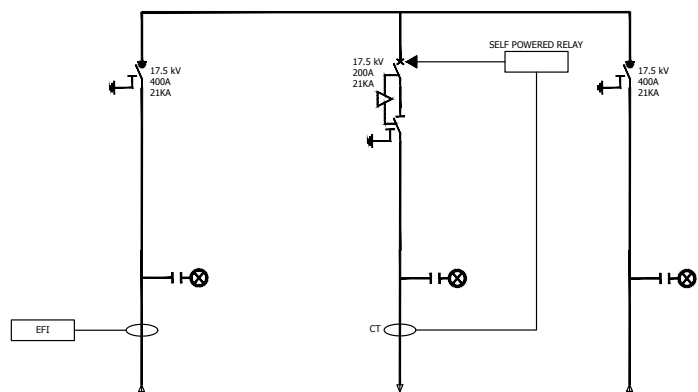 SELF POWERED RELAY
17.5 kV
400A
21KA
17.5 kV
200A
21KA
17.5 kV
400A
21KA
EFI
CT